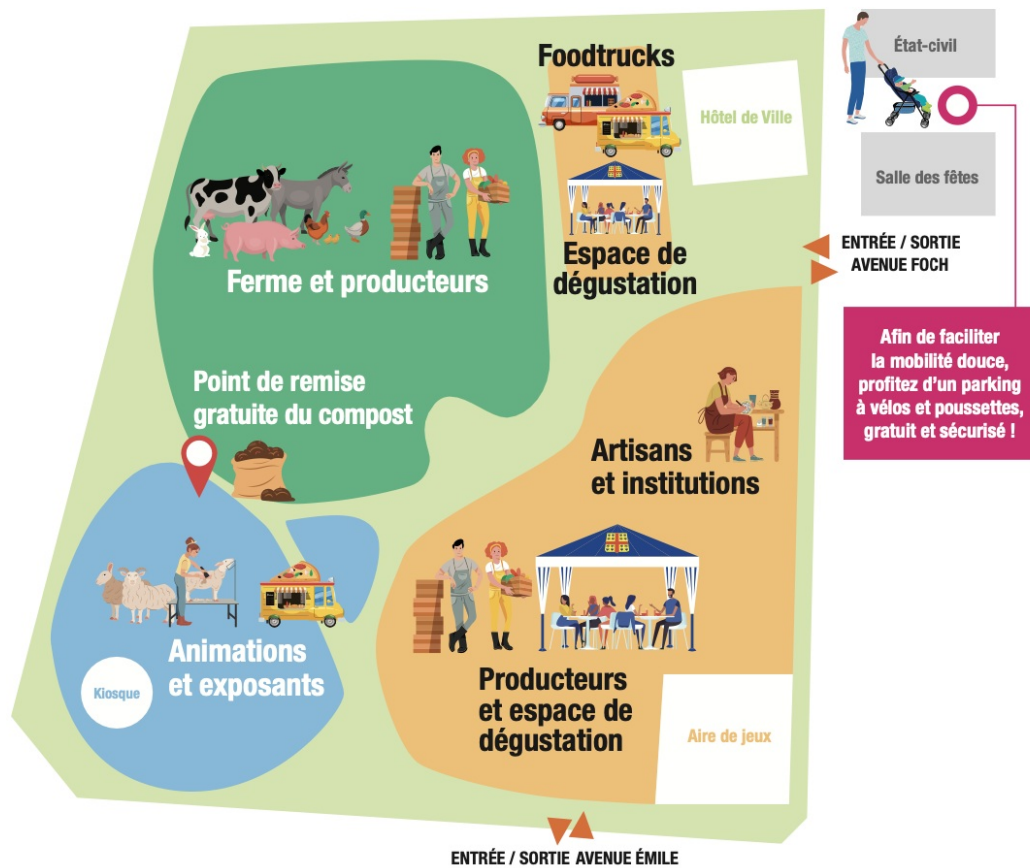 Foodtrucks
Hôtel de Ville
État-civil
Salle des fêtes
ENTRÉE / SORTIE
AVENUE FOCH
Ferme et producteurs
Espace de
dégustation
Afin de faciliter
la mobilité douce,
profitez d'un parking
à vélos et poussettes,
gratuit et sécurisé !
Point de remise
gratuite du compost
Artisans
et institutions
Animations
et exposants
Kiosque
Producteurs
et espace de
dégustation
Aire de jeux
ENTRÉE / SORTIE AVENUE ÉMILE